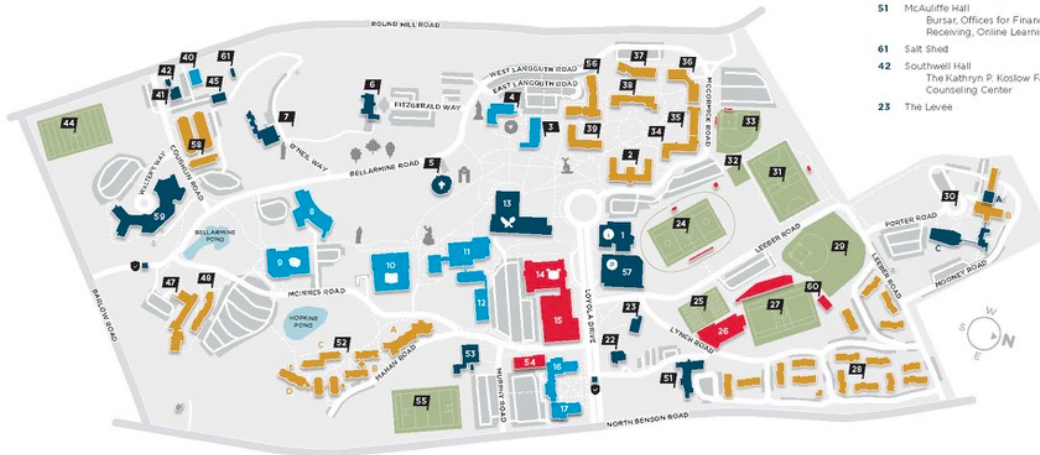 51 McAuliffe Hall
Bursar, Offices for Finan
Receiving, Online Learni
61 Salt Shed
42 Southwell Hall
The Kathryn P. Koslow Fa
Counseling Center
23 The Levee
ROUND HILL ROAD
40
61
42
41
45
6
56
37
36
WEST LANGGUTH ROAD
EAST LANGGUTH ROAD
MCCORMICK ROAD
FITZGERALD WAY
4
38
3
39
35
34
33
44
7
58
O'NEIL WAY
COUGHLIN ROAD
WALTER'S WAY
BELLARMINE ROAD
5
2
32
31
59
BELLARMINE POND
8
13
1
24
30
A
B
C
PORTER ROAD
MOONEY ROAD
9
10
11
14
57
LEEBER ROAD
29
LEEBER ROAD
47
48
MCINNES ROAD
12
15
LOYOLA DRIVE
23
25
27
60
26
BARLOW ROAD
HOPKINS POND
52
A
B
C
D
MAHAN ROAD
53
54
16
22
LYNCH ROAD
51
28
55
MURPHY ROAD
17
NORTH BENSON ROAD
W
S
N
E